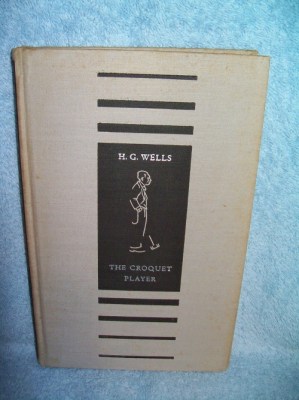 H. G. WELLS
THE CROQUET
PLAYER